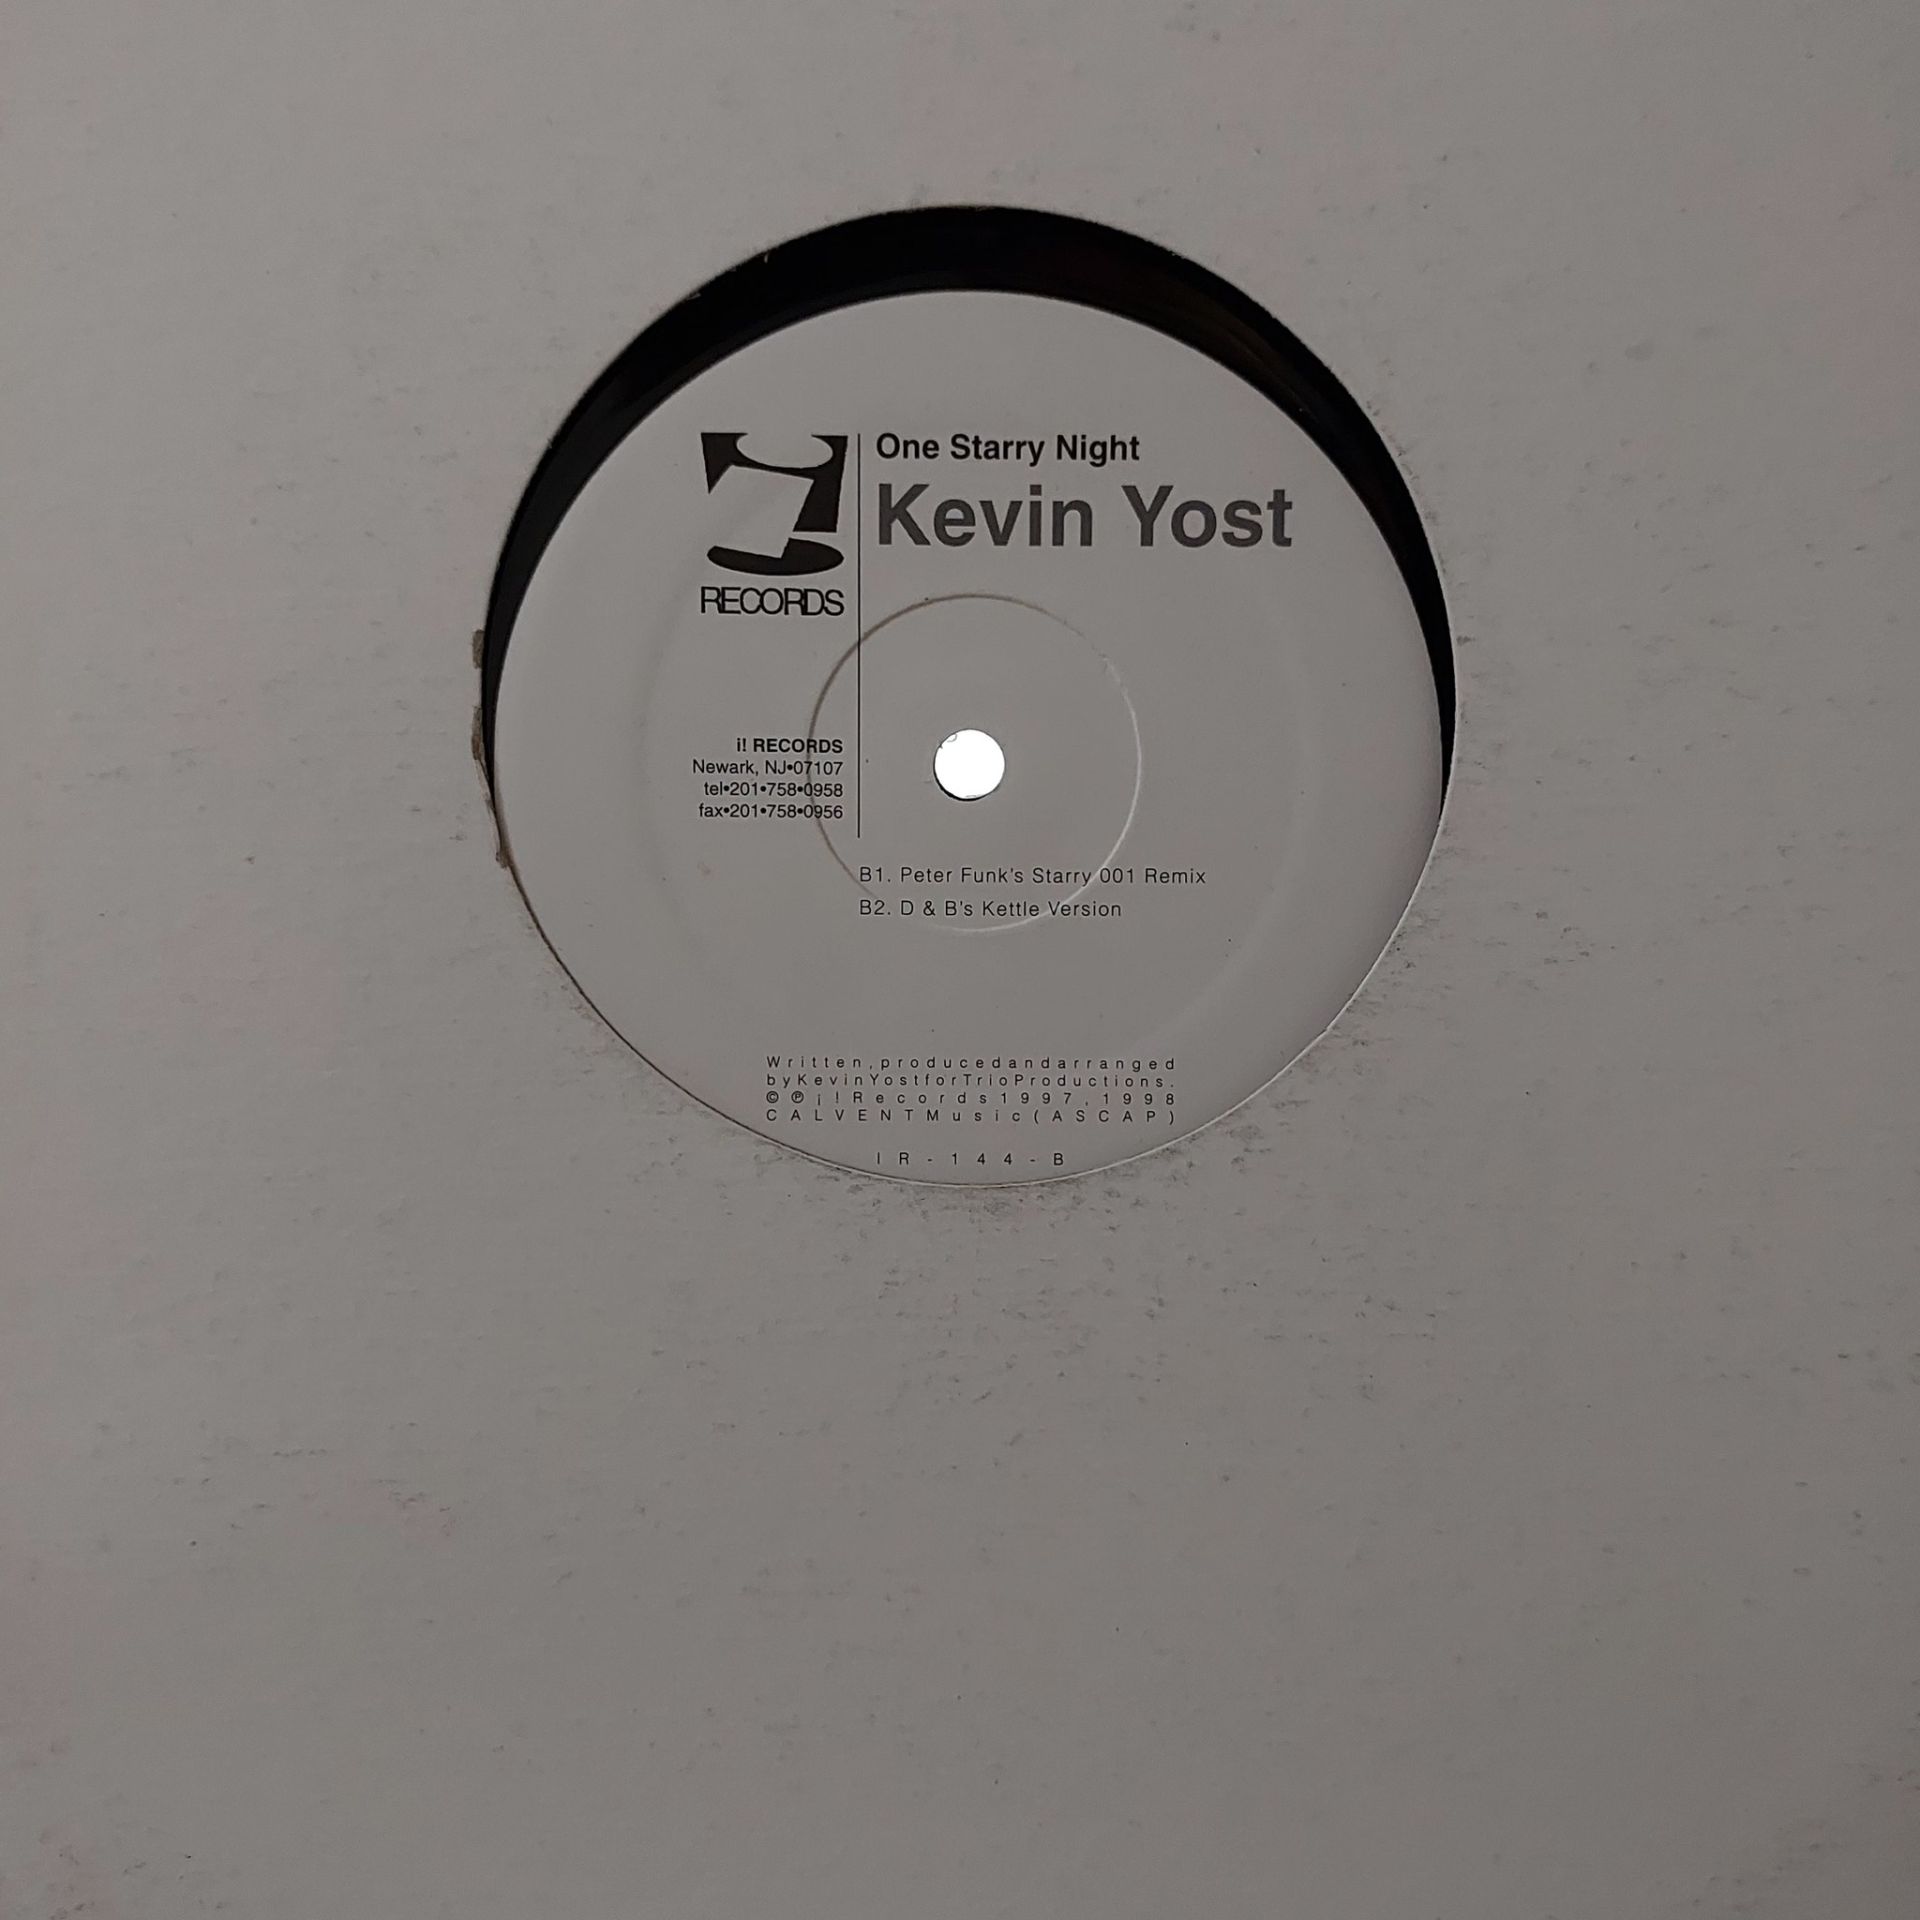 One Starry Night
Kevin Yost
RECORDS
i! RECORDS
Newark, NJ•07107
tel•201•758•0958
fax•201•758•0956
B1. Peter Funk's Starry 001 Remix
B2. D & B's Kettle Version
Written,producedandarranged
byKevinYostforTrioProductions.
© ℗ ¡!Records1997,1998
CALVENTMusic(ASCAP)
IR-144-B